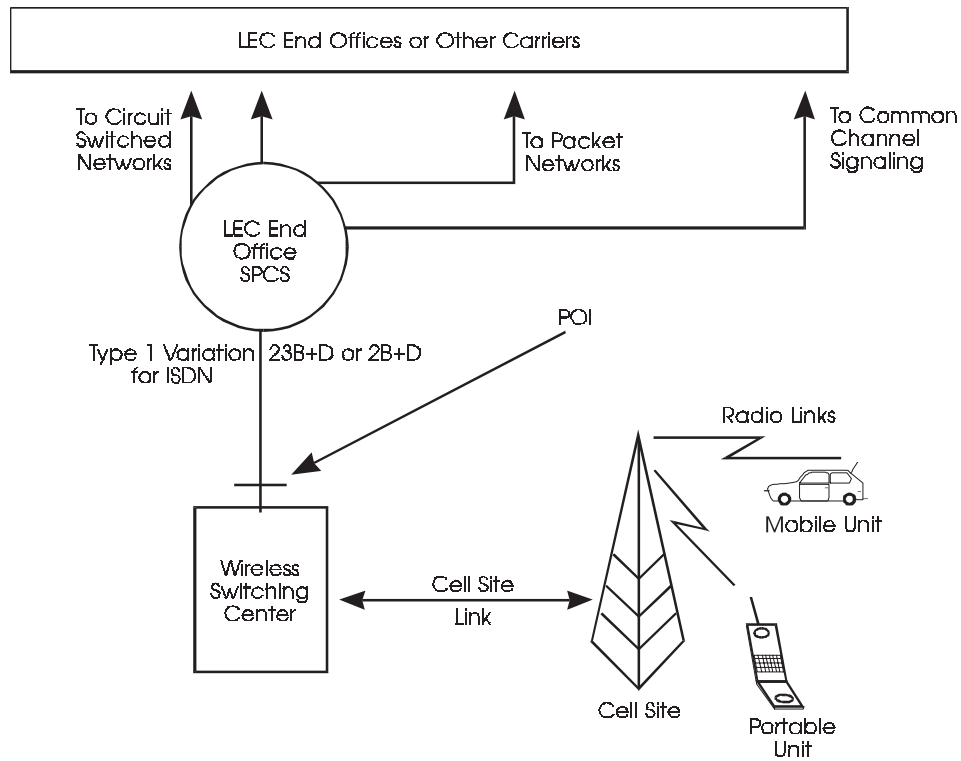 LEC End Offices or Other Carriers
To Circuit
Switched
Networks
To Packet
Networks
To Common
Channel
Signaling
LEC End
Office
SPCS
POI
Type 1 Variation
for ISDN
23B+D or 2B+D
Radio Links
Mobile Unit
Wireless
Switching
Center
Cell Site
Link
Cell Site
Portable
Unit